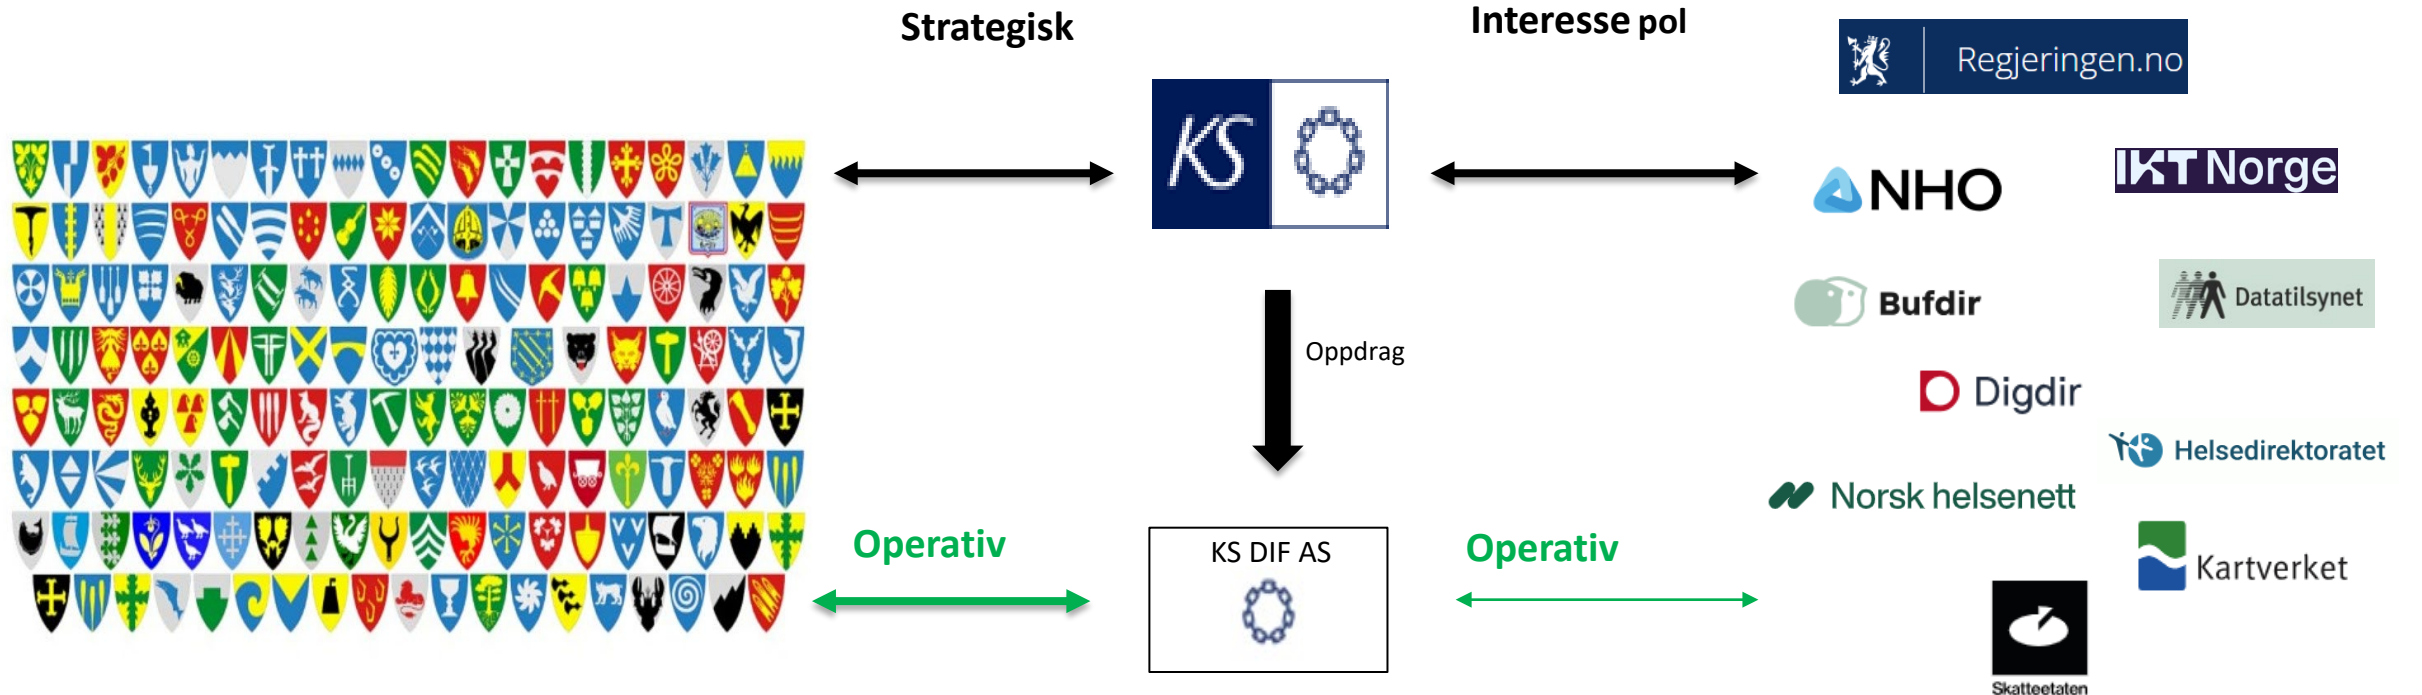 Strategisk
Interesse pol
Regjeringen.no
KS
NHO
IKT Norge
Bufdir
Datatilsynet
Oppdrag
Digdir
Helsedirektoratet
Norsk helsenett
Operativ
KS DIF AS
Operativ
Kartverket
Skatteetaten